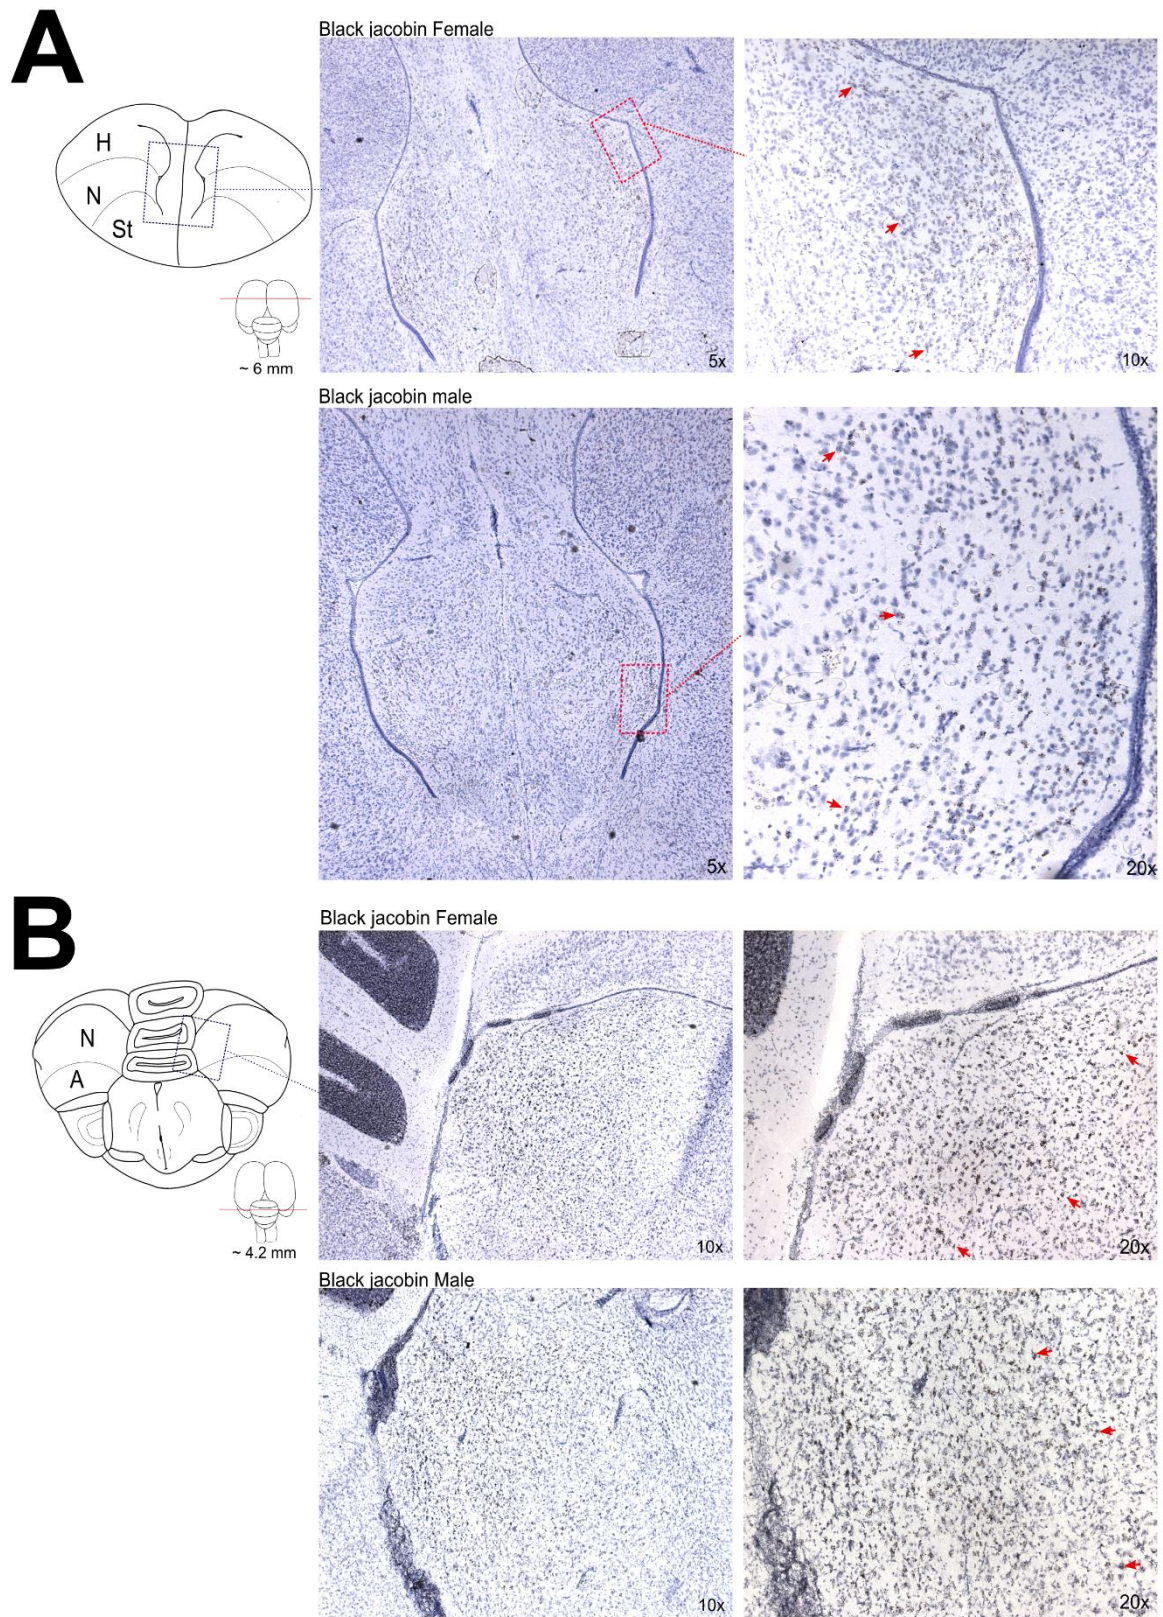 A
Black jacobin Female
H
N
St
~ 6 mm
5x
10x
Black jacobin male
5x
20x
B
Black jacobin Female
N
A
~ 4.2 mm
10x
20x
Black jacobin Male
10x
20x